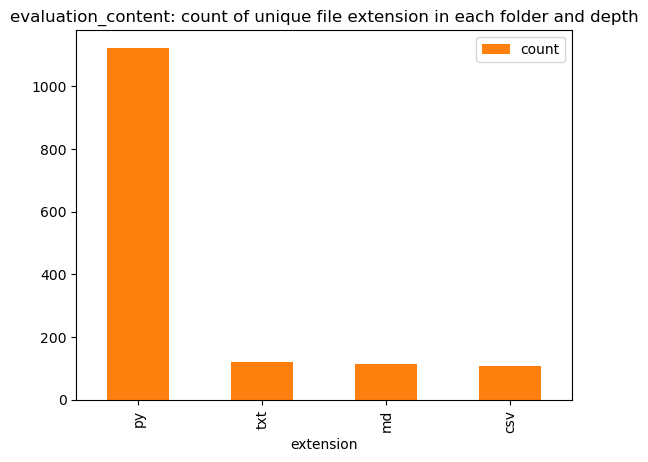 evaluation_content: count of unique file extension in each folder and depth
count
1000
800
600
400
200
0
py
txt
md
csv
extension